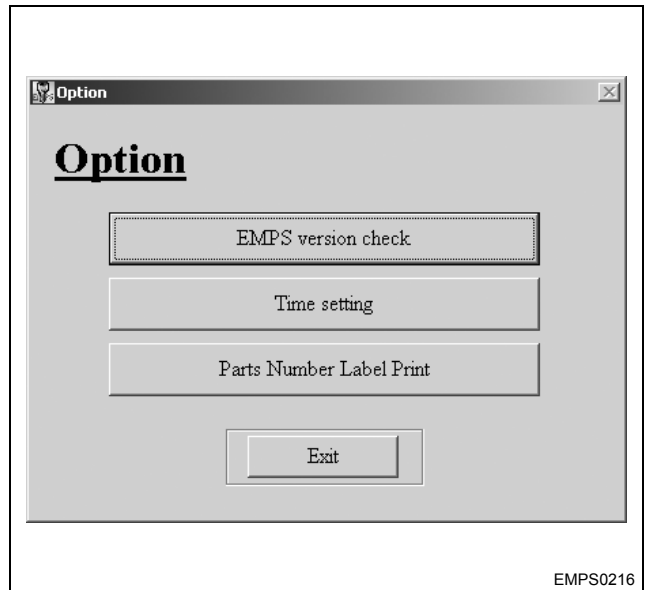 Option
Option
EMPS version check
Time setting
Parts Number Label Print
Exit
EMPS0216